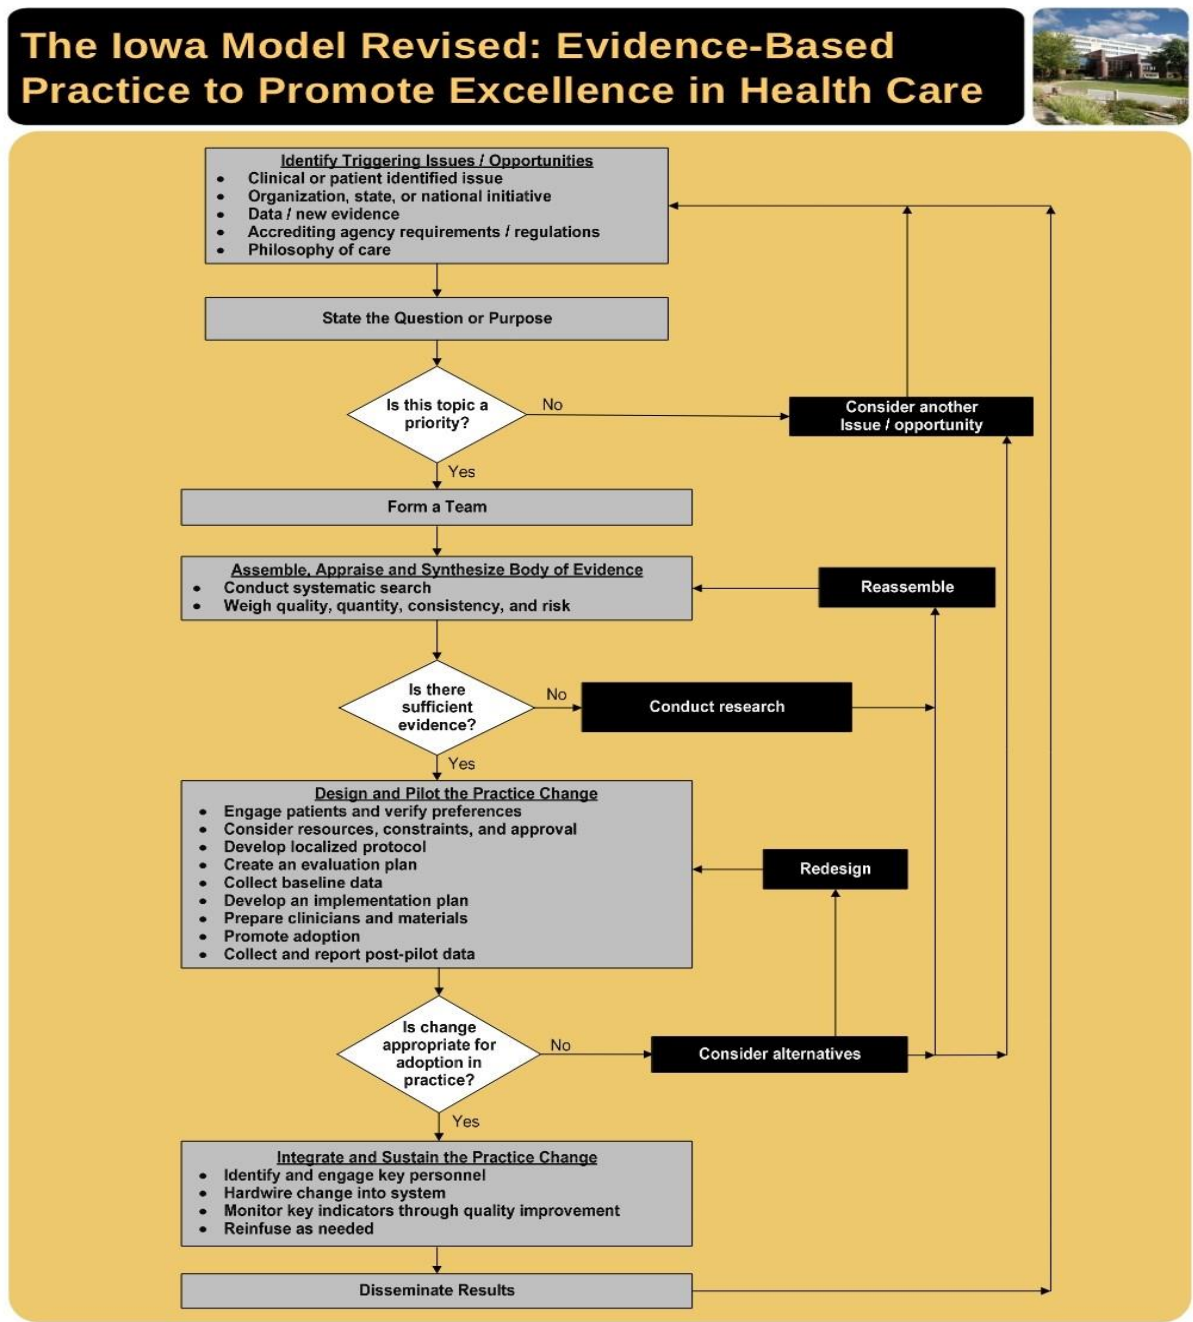 The Iowa Model Revised: Evidence-Based
Practice to Promote Excellence in Health Care
Identify Triggering Issues / Opportunities
• Clinical or patient identified issue
• Organization, state, or national initiative
• Data / new evidence
• Accrediting agency requirements / regulations
• Philosophy of care
State the Question or Purpose
Is this topic a
priority?
No
Consider another
Issue / opportunity
Yes
Form a Team
Assemble, Appraise and Synthesize Body of Evidence
• Conduct systematic search
• Weigh quality, quantity, consistency, and risk
Reassemble
Is there
sufficient
evidence?
No
Conduct research
Yes
Design and Pilot the Practice Change
• Engage patients and verify preferences
• Consider resources, constraints, and approval
• Develop localized protocol
• Create an evaluation plan
• Collect baseline data
• Develop an implementation plan
• Prepare clinicians and materials
• Promote adoption
• Collect and report post-pilot data
Redesign
Is change
appropriate for
adoption in
practice?
No
Consider alternatives
Yes
Integrate and Sustain the Practice Change
• Identify and engage key personnel
• Hardwire change into system
• Monitor key indicators through quality improvement
• Reinfuse as needed
Disseminate Results